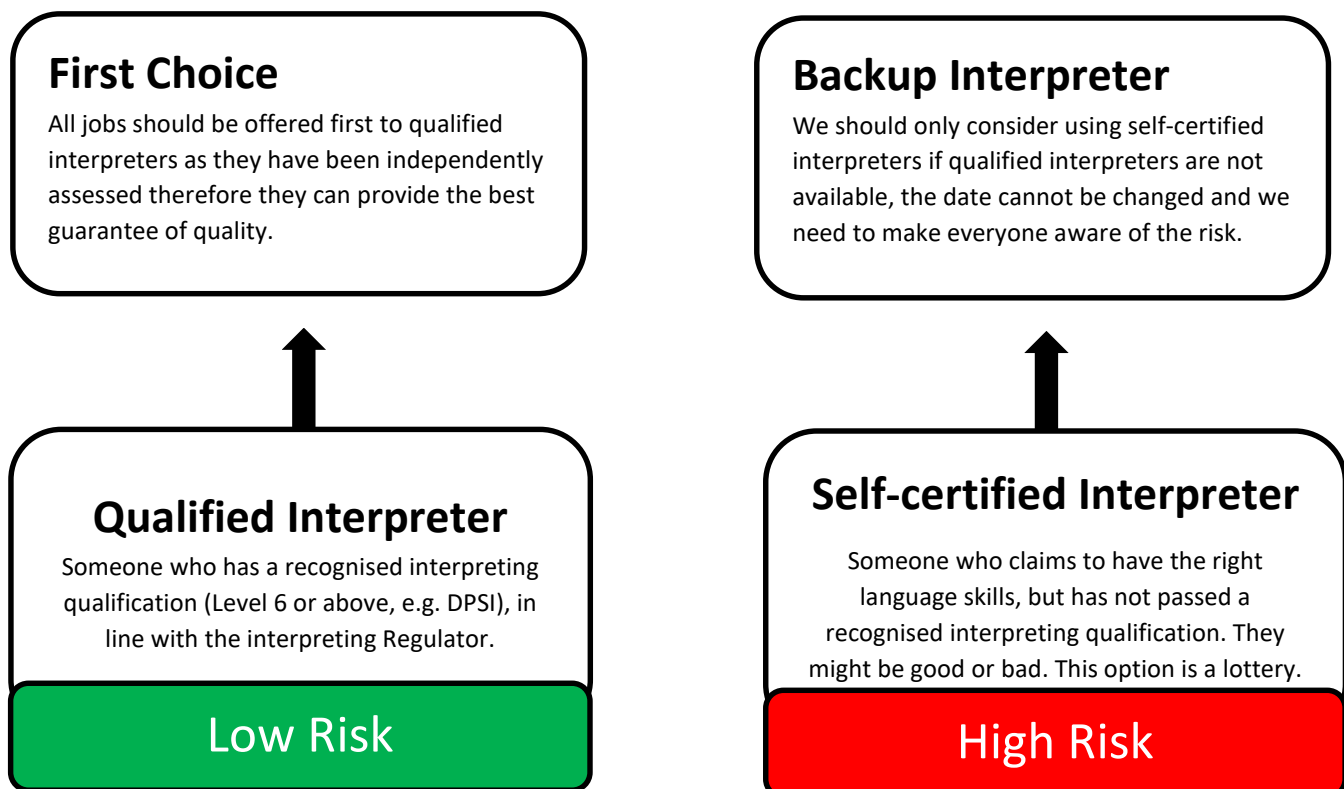 First Choice
All jobs should be offered first to qualified
interpreters as they have been independently
assessed therefore they can provide the best
guarantee of quality.
Backup Interpreter
We should only consider using self-certified
interpreters if qualified interpreters are not
available, the date cannot be changed and we
need to make everyone aware of the risk.
Qualified Interpreter
Someone who has a recognised interpreting
qualification (Level 6 or above, e.g. DPSI), in
line with the interpreting Regulator.
Low Risk
Self-certified Interpreter
Someone who claims to have the right
language skills, but has not passed a
recognised interpreting qualification. They
might be good or bad. This option is a lottery.
High Risk